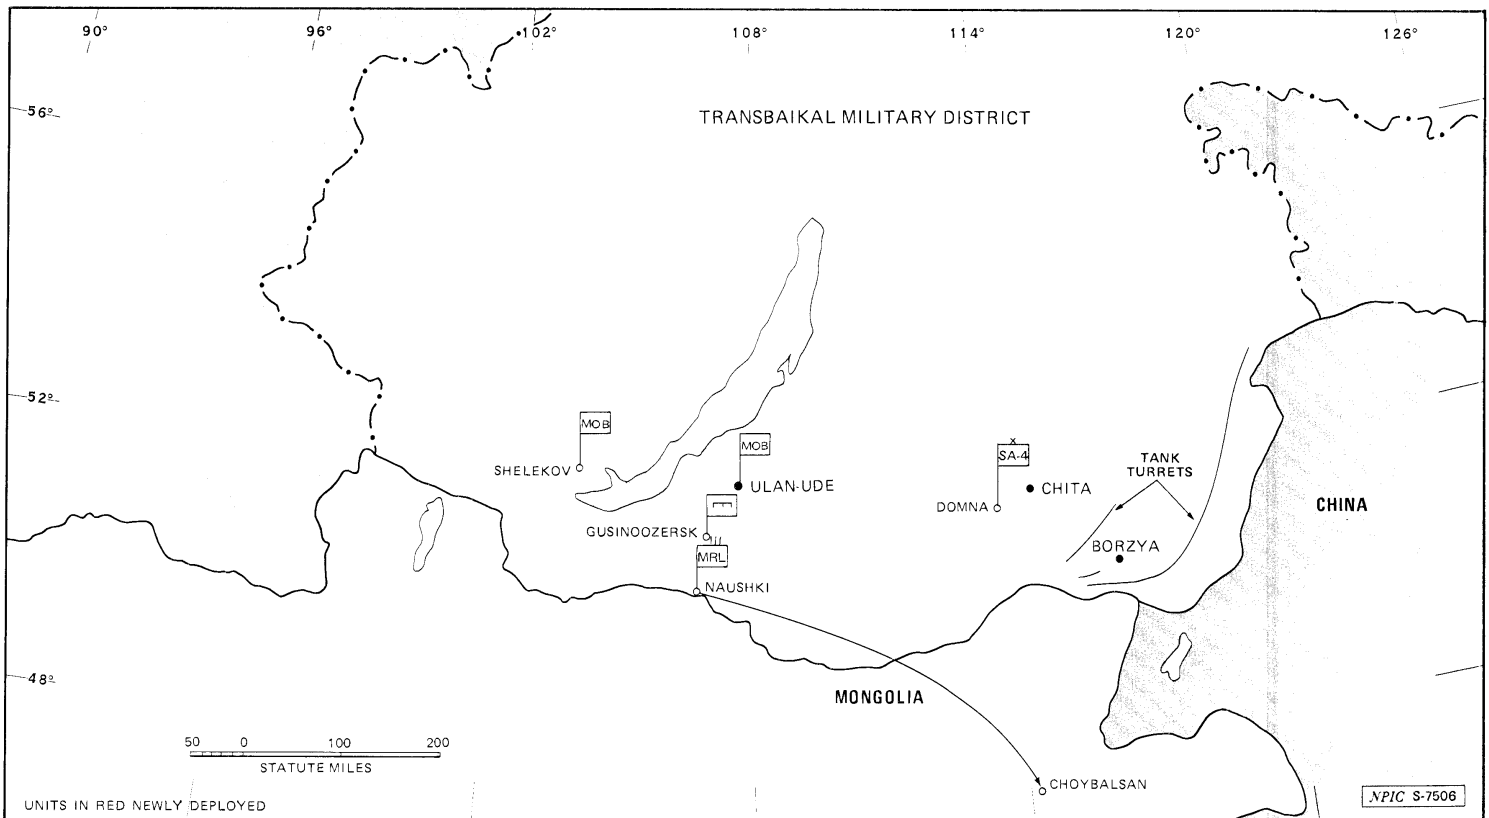 90° 96° 102° 108° 114° 120° 126°
56°
TRANSBAIKAL MILITARY DISTRICT
52°
MOB
SHELEKOV
MOB
ULAN-UDE
GUSINOOZERSK
MRL
NAUSHKI
x
SA-4
DOMNA
CHITA
TANK
TURRETS
BORZYA
CHINA
48°
MONGOLIA
50 0 100 200
STATUTE MILES
CHOYBALSAN
UNITS IN RED NEWLY DEPLOYED
NPIC S-7506